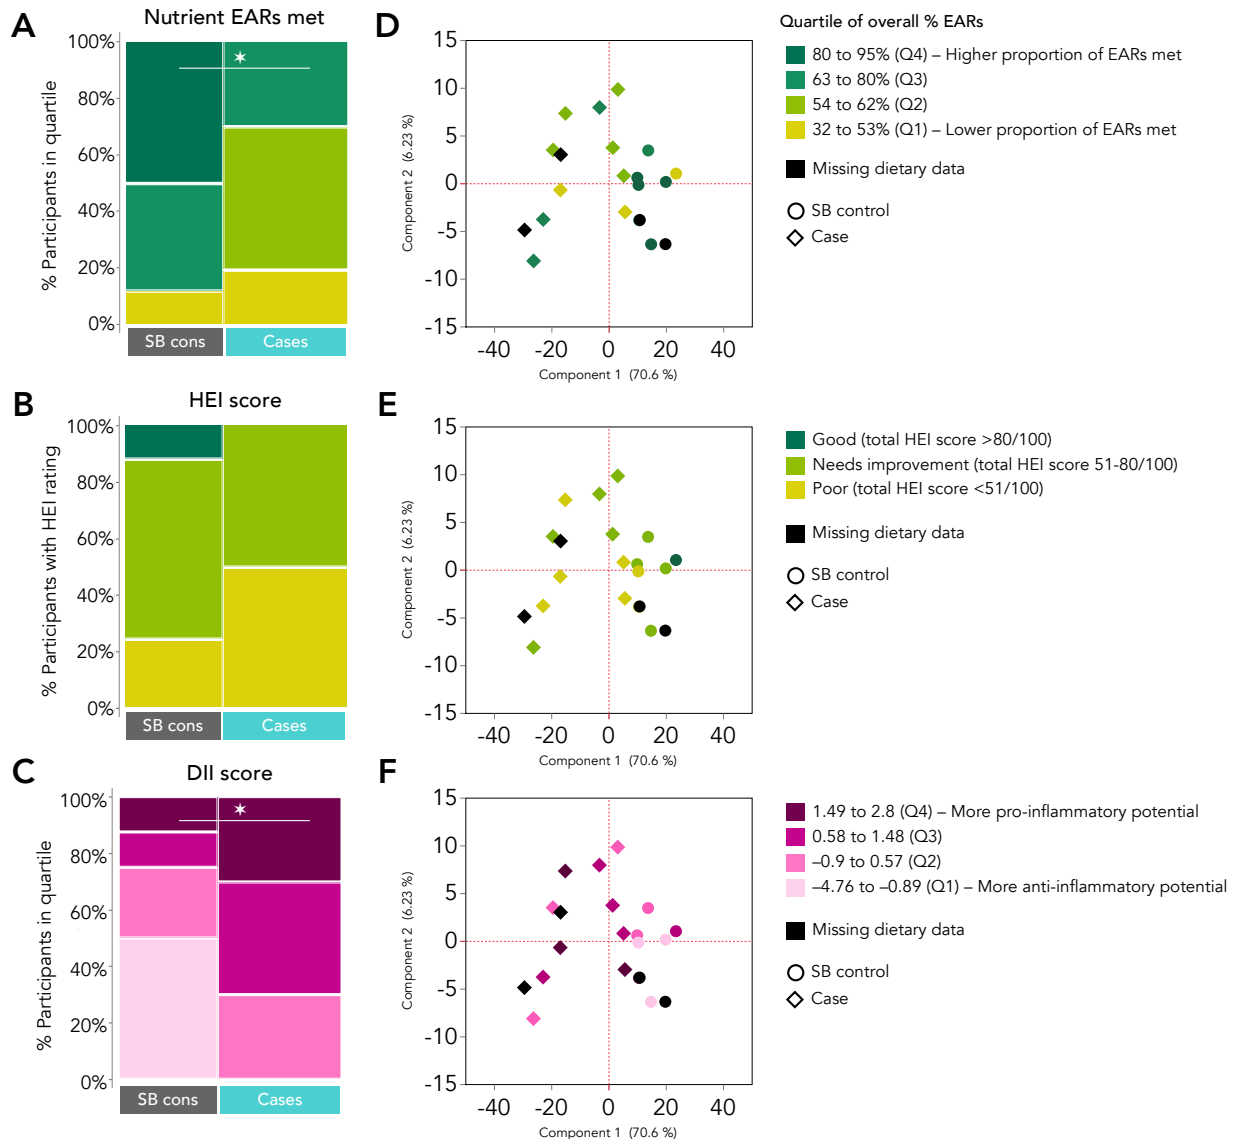 A
Nutrient EARs met
% Participants in quartile
100%
80%
60%
40%
20%
0%
SB cons
Cases
D
Component 2 (6.23 %)
15
10
5
0
-5
-10
-15
-40
-20
0
20
40
Component 1 (70.6 %)
Quartile of overall % EARs
80 to 95% (Q4) – Higher proportion of EARs met
63 to 80% (Q3)
54 to 62% (Q2)
32 to 53% (Q1) – Lower proportion of EARs met
Missing dietary data
SB control
Case
B
HEI score
% Participants with HEI rating
100%
80%
60%
40%
20%
0%
SB cons
Cases
E
Component 2 (6.23 %)
15
10
5
0
-5
-10
-15
-40
-20
0
20
40
Component 1 (70.6 %)
Good (total HEI score >80/100)
Needs improvement (total HEI score 51-80/100)
Poor (total HEI score <51/100)
Missing dietary data
SB control
Case
C
DII score
% Participants in quartile
100%
80%
60%
40%
20%
0%
SB cons
Cases
F
Component 2 (6.23 %)
15
10
5
0
-5
-10
-15
-40
-20
0
20
40
Component 1 (70.6 %)
1.49 to 2.8 (Q4) – More pro-inflammatory potential
0.58 to 1.48 (Q3)
–0.9 to 0.57 (Q2)
–4.76 to –0.89 (Q1) – More anti-inflammatory potential
Missing dietary data
SB control
Case